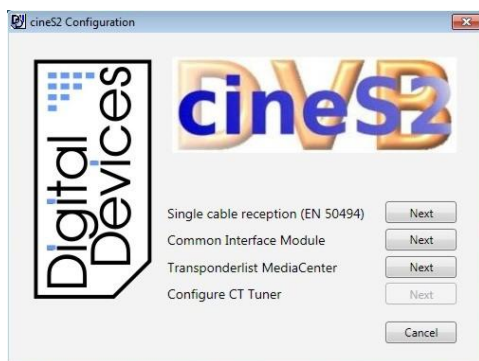 cineS2 Configuration
Digital
Devices
DVB
cineS2
Single cable reception (EN 50494)
Next
Common Interface Module
Next
Transponderlist MediaCenter
Next
Configure CT Tuner
Next
Cancel